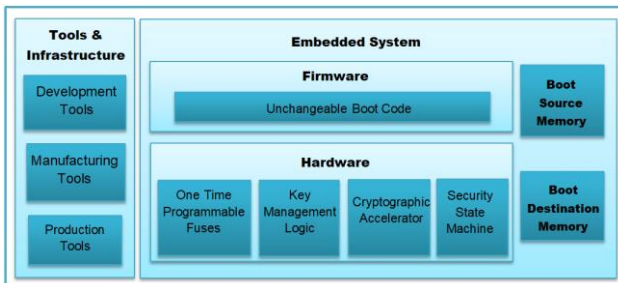 Tools &
Infrastructure
Development
Tools
Manufacturing
Tools
Production
Tools
Embedded System
Firmware
Unchangeable Boot Code
Hardware
One Time
Programmable
Fuses
Key
Management
Logic
Cryptographic
Accelerator
Security
State
Machine
Boot
Source
Memory
Boot
Destination
Memory